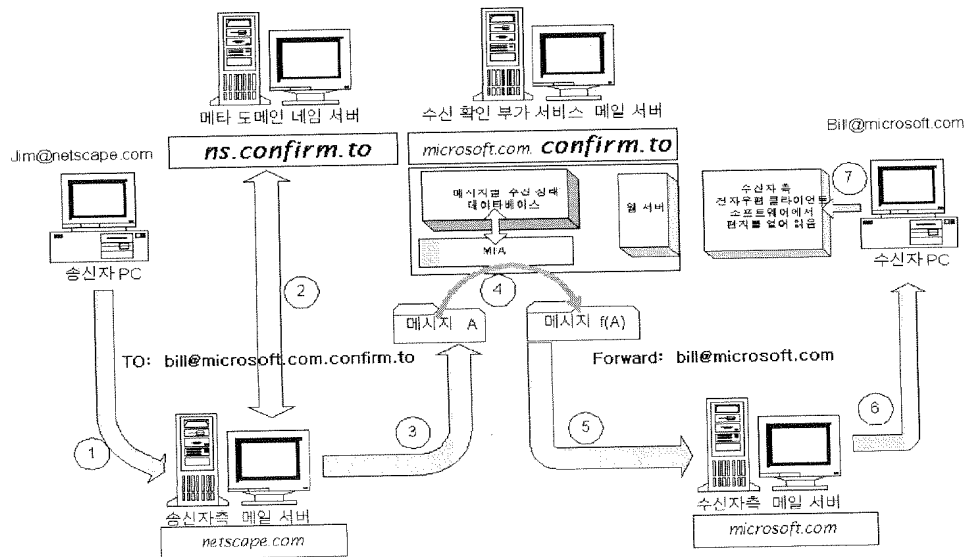 메타 도메인 네임 서버
수신 확인 부가 서비스 메일 서버
Jim@netscape.com
ns.confirm.to
microsoft.com. confirm.to
Bill@microsoft.com
송신자 PC
메시지별 수신 상태
데이타베이스
MTA
웹 서버
수신자 측
전자우편 클라이언트
소프트웨어에서
편지를 열어 읽음
7
수신자 PC
2
4
메시지 A
메시지 f(A)
TO: bill@microsoft.com.confirm.to
Forward: bill@microsoft.com
1
3
5
6
송신자측 메일 서버
netscape.com
수신자측 메일 서버
microsoft.com